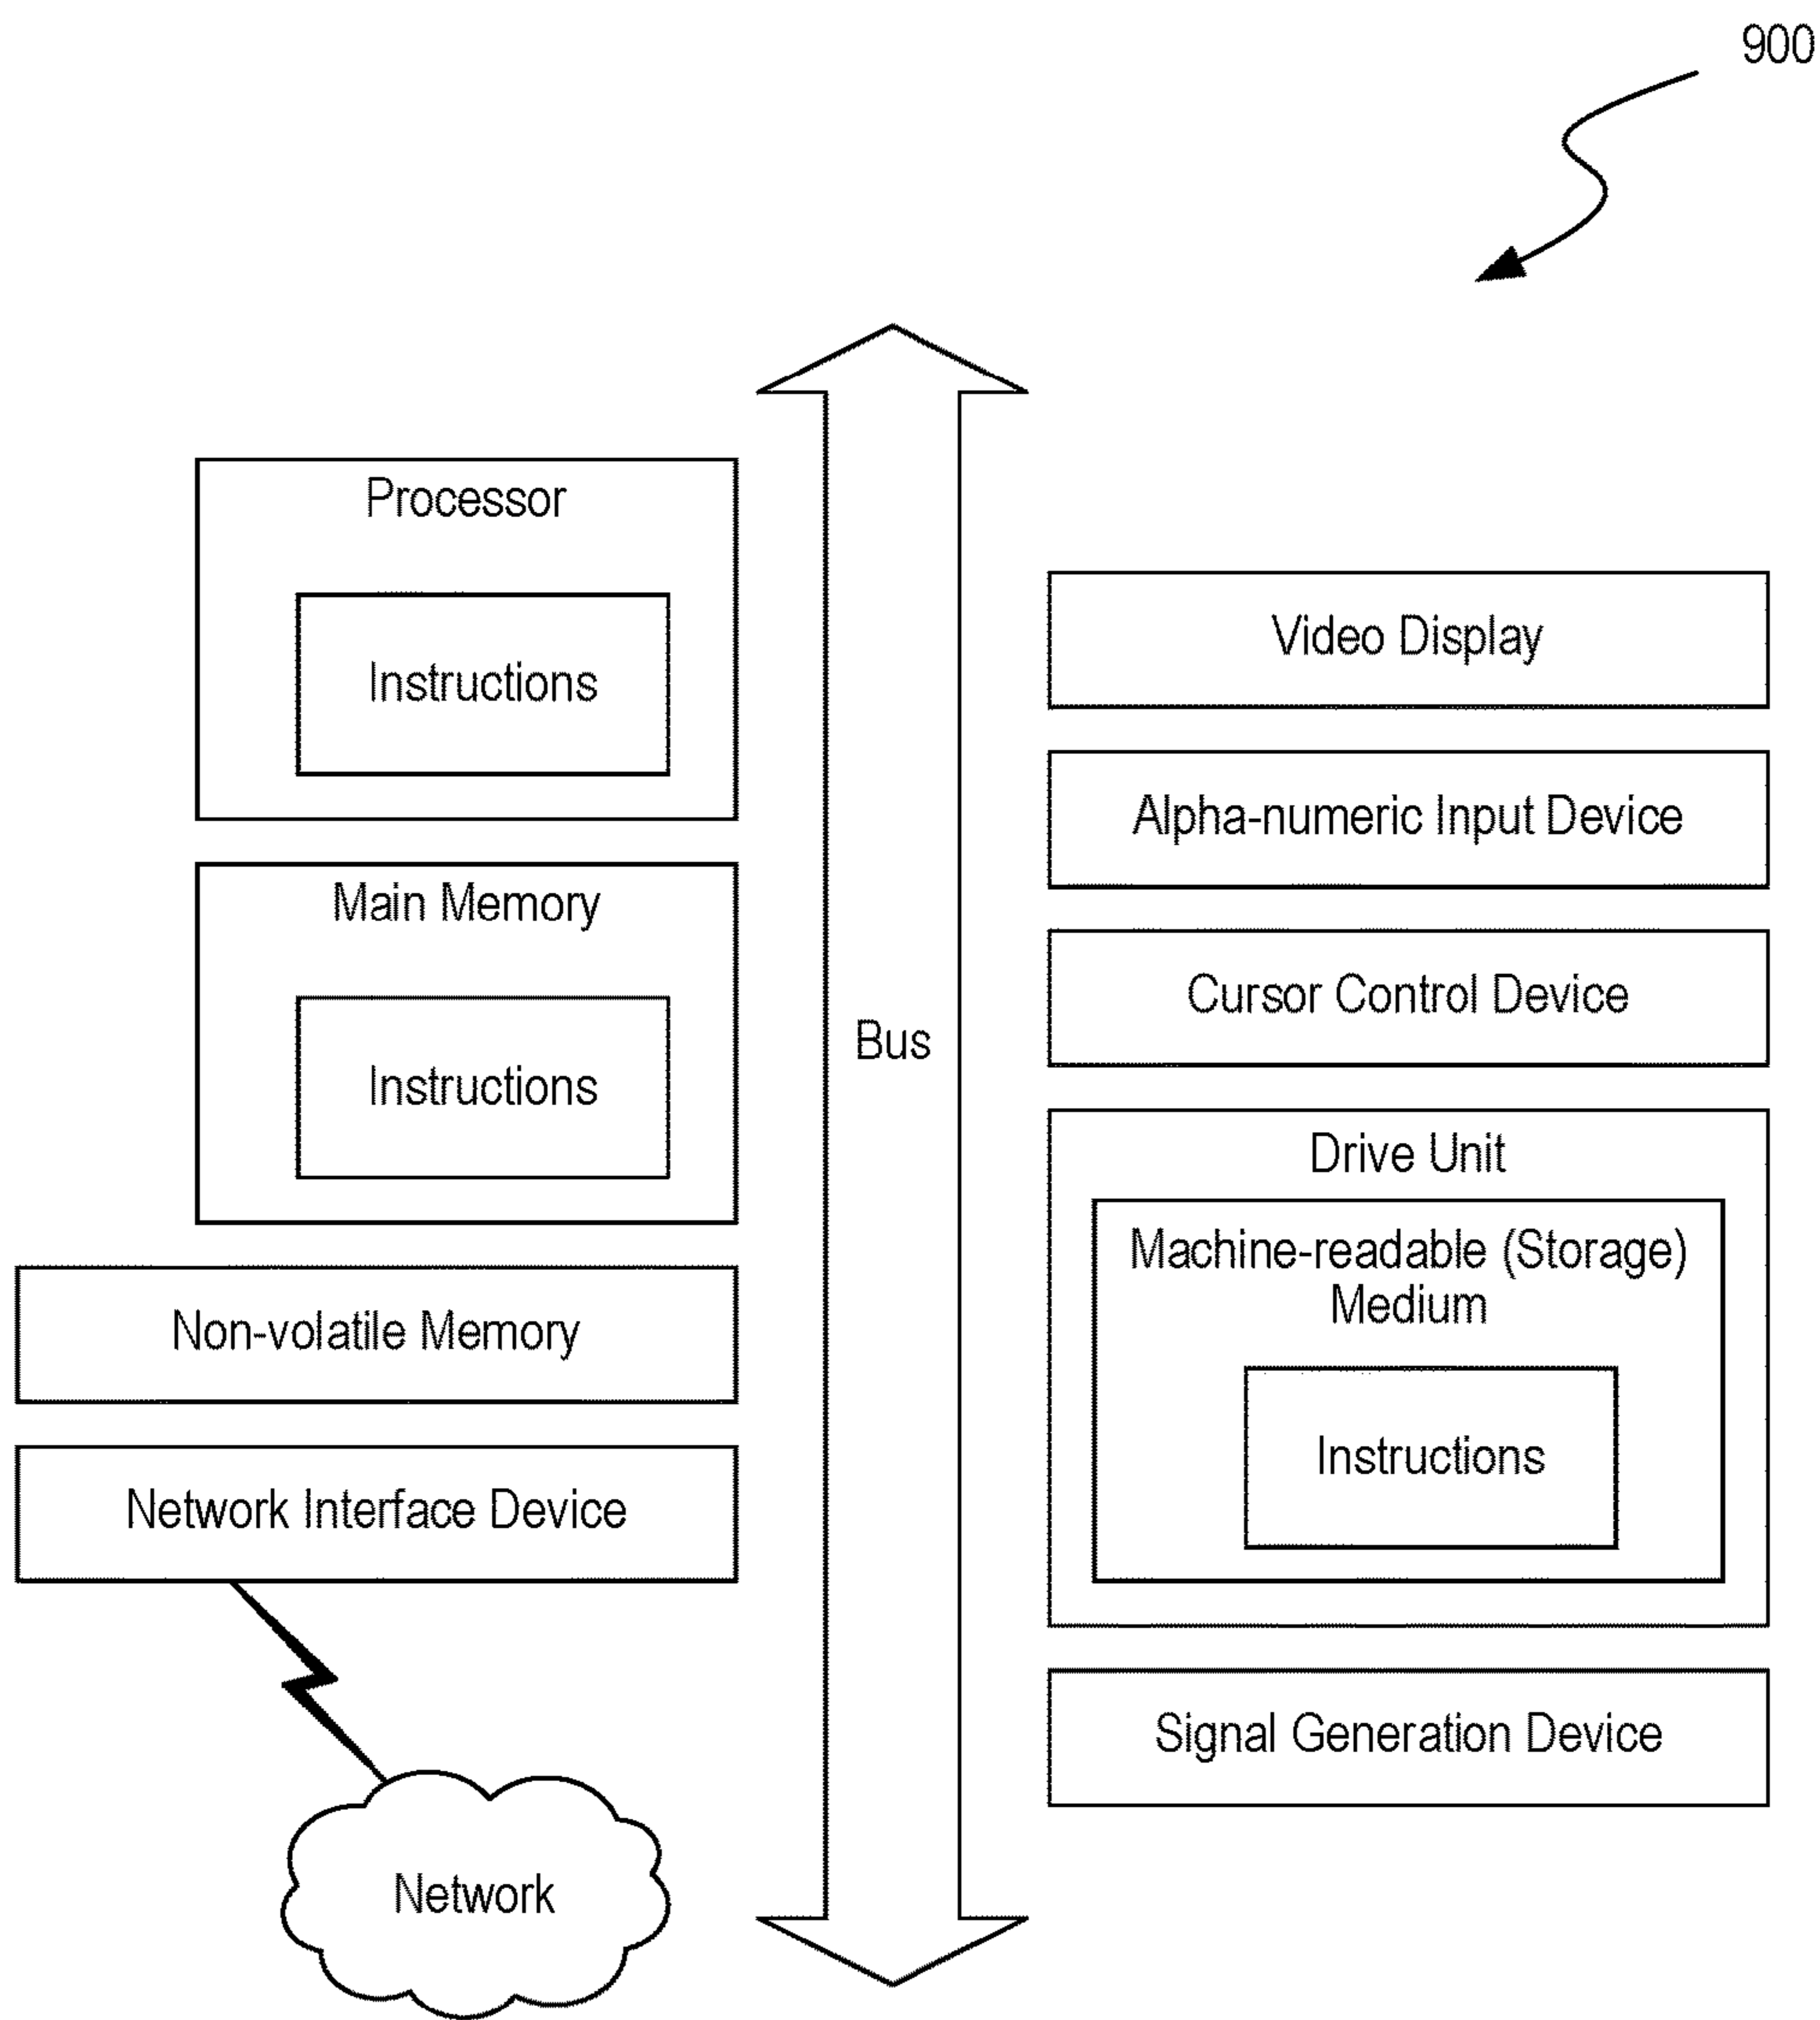 900
Processor
Instructions
Main Memory
Instructions
Non-volatile Memory
Network Interface Device
Network
Bus
Video Display
Alpha-numeric Input Device
Cursor Control Device
Drive Unit
Machine-readable (Storage)
Medium
Instructions
Signal Generation Device